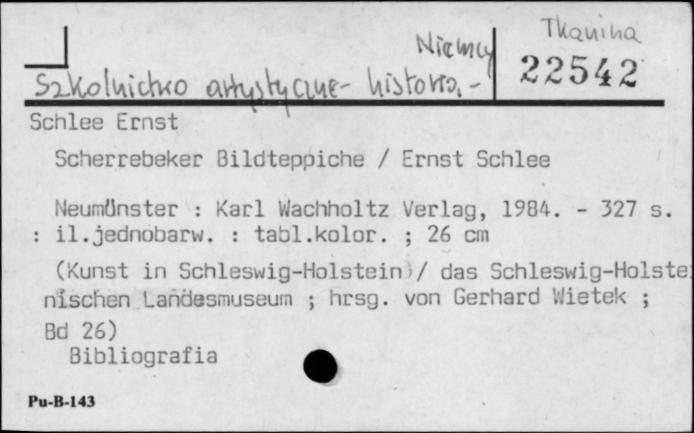 Tkanina
Niemcy
22542
Szkolnictwo artystyczne - historia. -
Schlee Ernst
Scherrebeker Bildteppiche / Ernst Schlee
Neumünster : Karl Wachholtz Verlag, 1984. - 327 s.
: il.jednobarw. : tabl.kolor. ; 26 cm
(Kunst in Schleswig-Holstein / das Schleswig-Holstei
nischen Landesmuseum ; hrsg. von Gerhard Wietek ;
Bd 26)
Bibliografia
Pu-B-143